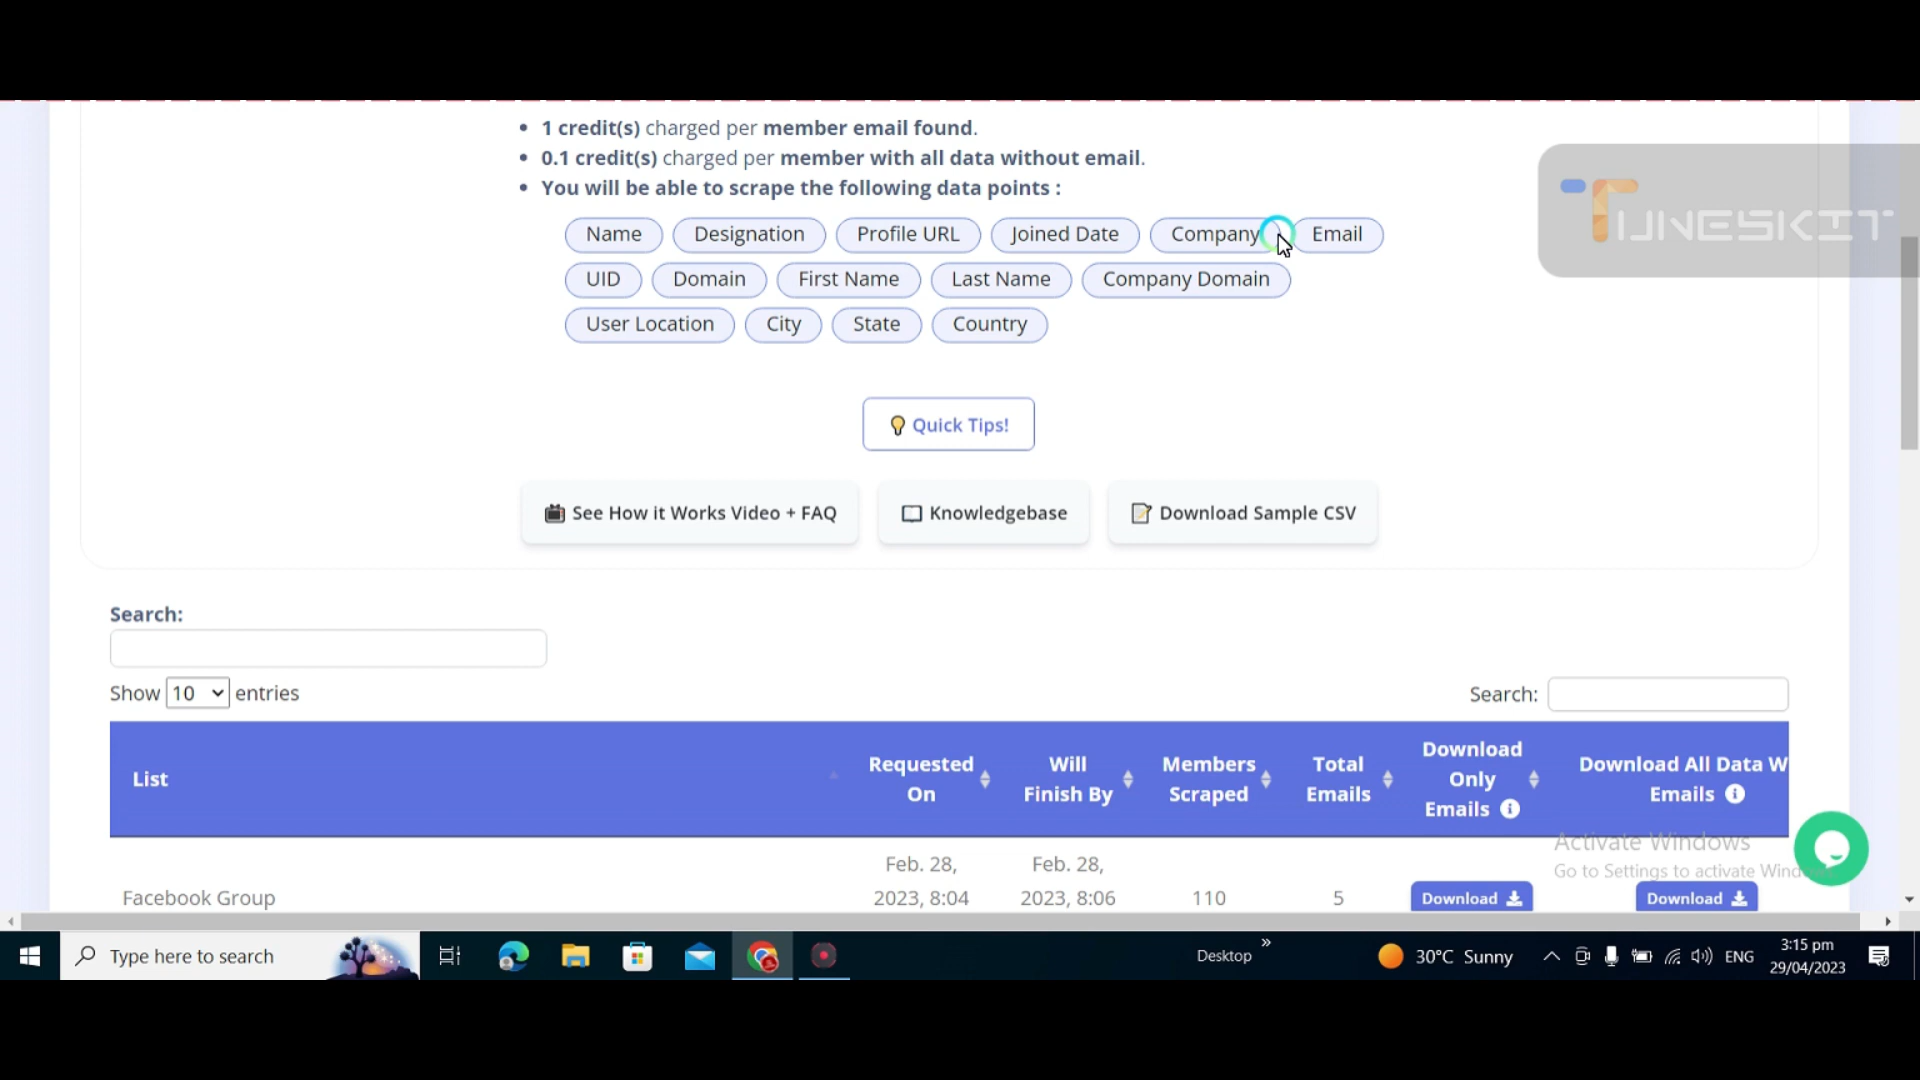 1 credit(s) charged per member email found.
0.1 credit(s) charged per member with all data without email.
You will be able to scrape the following data points :
Name Designation Profile URL Joined Date Company Email
UID Domain First Name Last Name Company Domain
User Location City State Country
TUNESKIT
Quick Tips!
See How it Works Video + FAQ Knowledgebase Download Sample CSV
Search:
Show 10 entries Search:
List
Requested On
Will Finish By
Members Scraped
Total Emails
Download Only Emails
Download All Data W
Emails
Facebook Group
Feb. 28,
2023, 8:04
Feb. 28,
2023, 8:06
110
5
Download
Download
Activate Windows
Go to Settings to activate Wind
Type here to search
Desktop
30°C Sunny
ENG
3:15 pm
29/04/2023